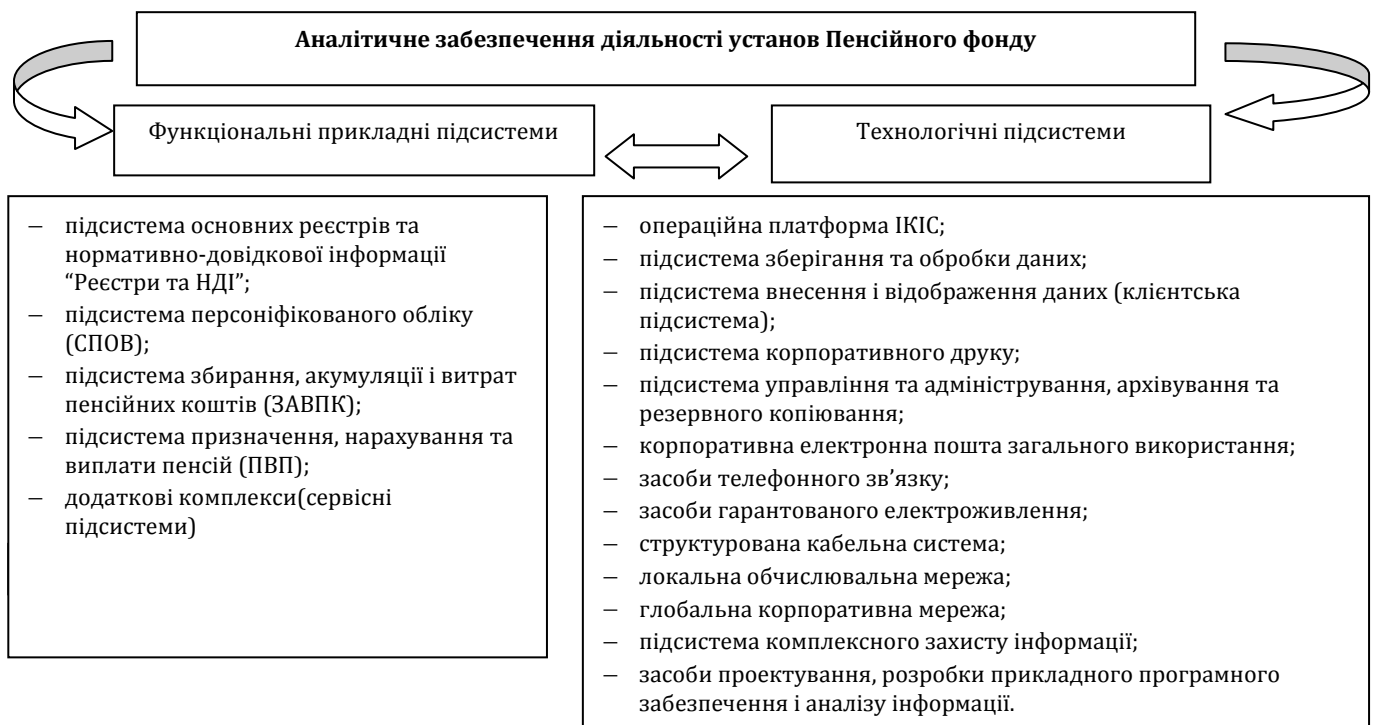 Аналітичне забезпечення діяльності установ Пенсійного фонду
Функціональні прикладні підсистеми
Технологічні підсистеми
– підсистема основних реєстрів та
нормативно-довідкової інформації
“Реєстри та НДІ”;
– підсистема персоніфікованого обліку
(СПОВ);
– підсистема збирання, акумуляції і витрат
пенсійних коштів (ЗАВПК);
– підсистема призначення, нарахування та
виплати пенсій (ПВП);
– додаткові комплекси(сервісні
підсистеми)
– операційна платформа ІКІС;
– підсистема зберігання та обробки даних;
– підсистема внесення і відображення даних (клієнтська
підсистема);
– підсистема корпоративного друку;
– підсистема управління та адміністрування, архівування та
резервного копіювання;
– корпоративна електронна пошта загального використання;
– засоби телефонного зв’язку;
– засоби гарантованого електроживлення;
– структурована кабельна система;
– локальна обчислювальна мережа;
– глобальна корпоративна мережа;
– підсистема комплексного захисту інформації;
– засоби проектування, розробки прикладного програмного
забезпечення і аналізу інформації.